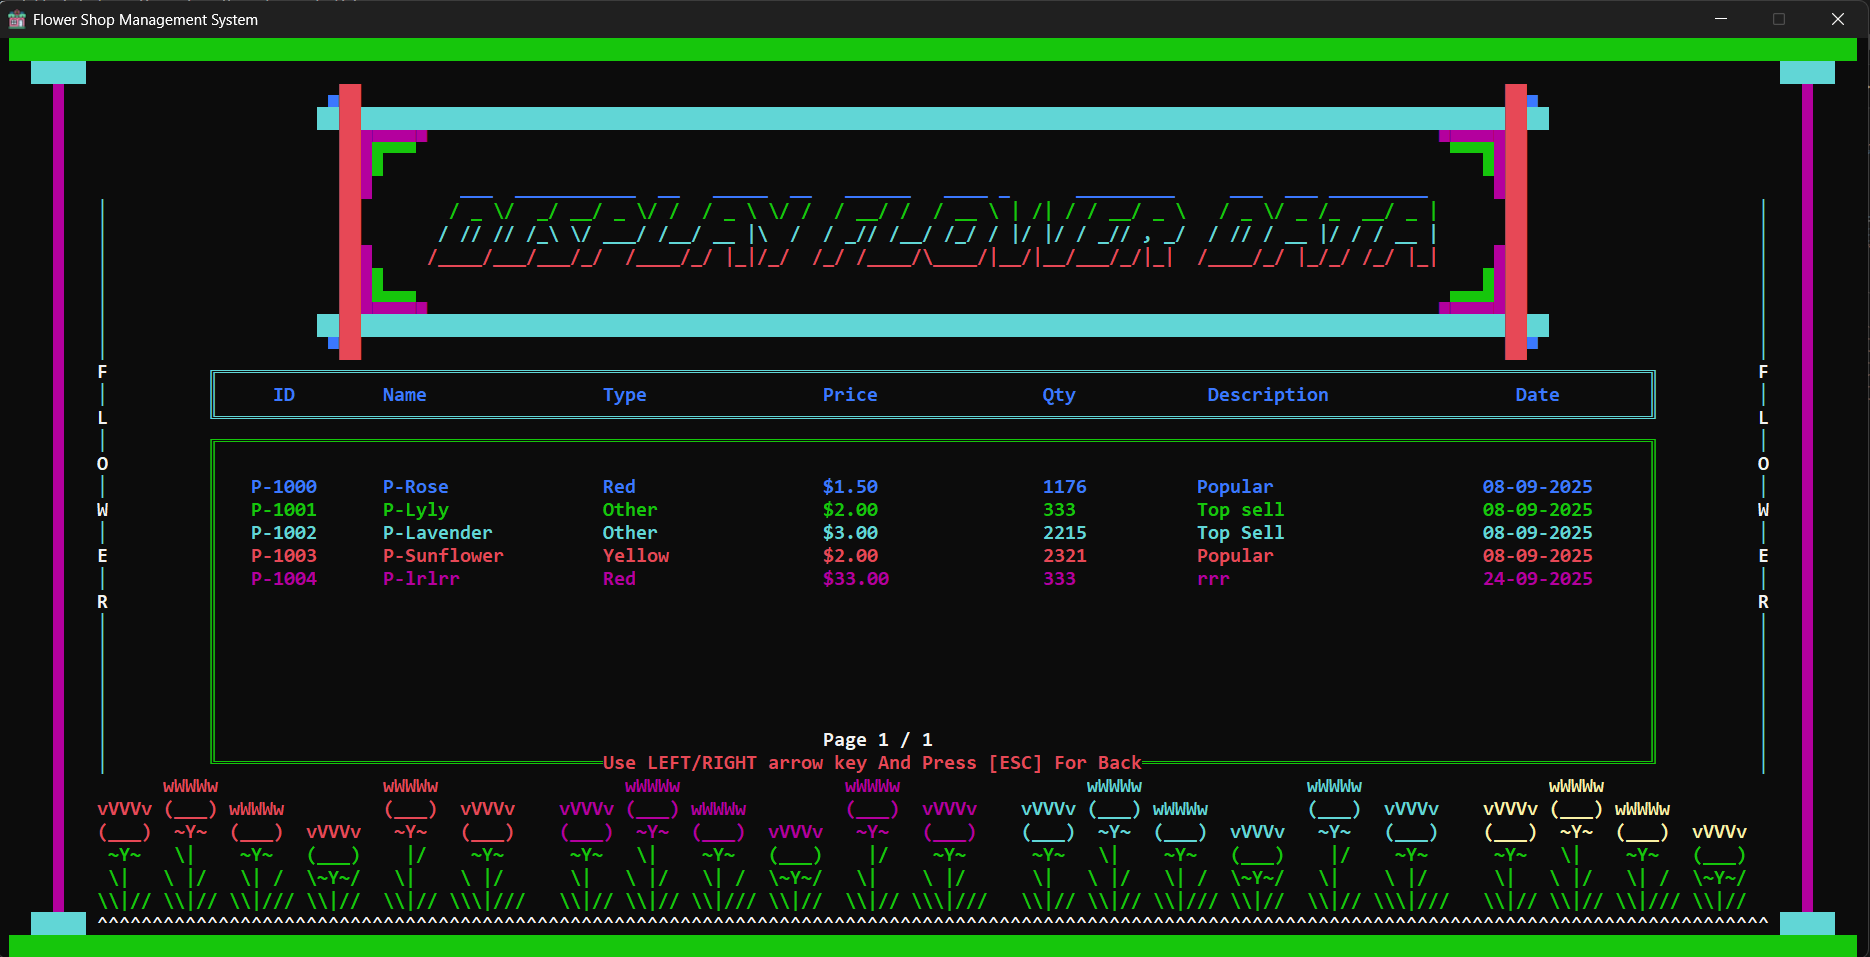 Flower Shop Management System
DISPLAY FLOWER DATA
F
L
O
W
E
R
ID Name Type Price Qty Description Date
P-1000 P-Rose Red $1.50 1176 Popular 08-09-2025
P-1001 P-Lyly Other $2.00 333 Top sell 08-09-2025
P-1002 P-Lavender Other $3.00 2215 Top Sell 08-09-2025
P-1003 P-Sunflower Yellow $2.00 2321 Popular 08-09-2025
P-1004 P-lrlrr Red $33.00 333 rrr 24-09-2025
Page 1 / 1
Use LEFT/RIGHT arrow key And Press [ESC] For Back
F
L
O
W
E
R